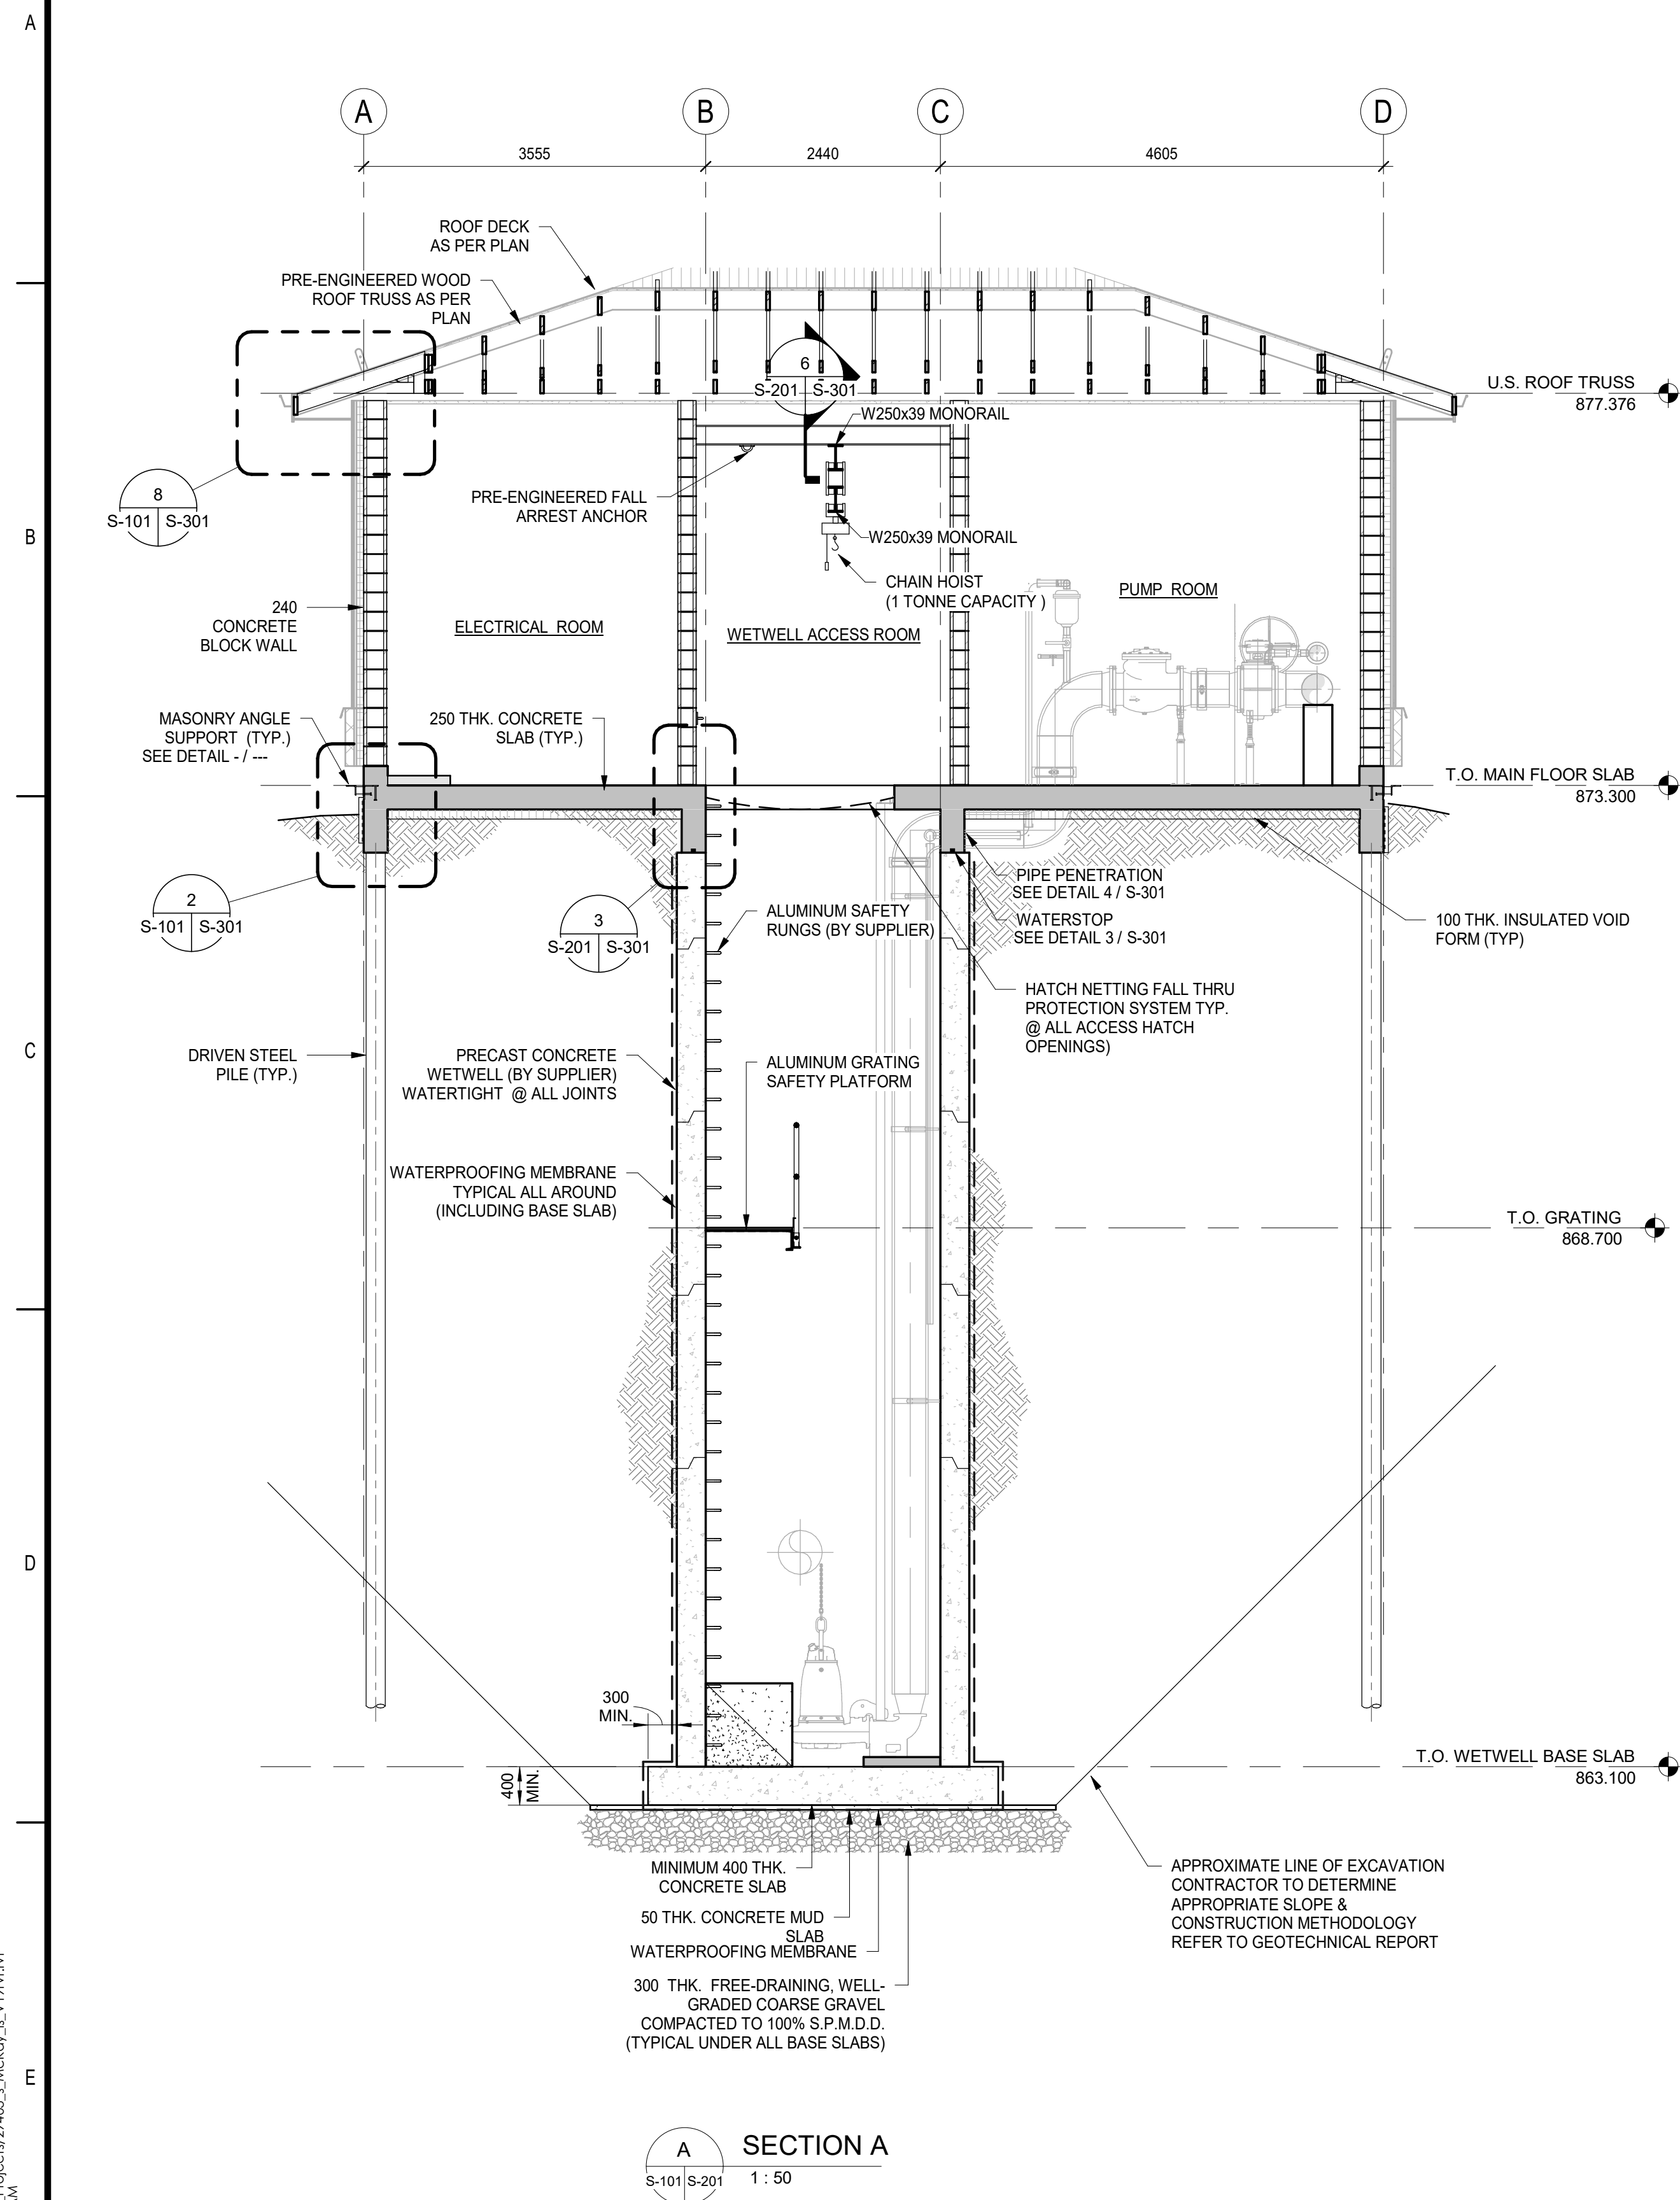 A
A
B
C
D
3555
2440
4605
ROOF DECK
AS PER PLAN
PRE-ENGINEERED WOOD
ROOF TRUSS AS PER
PLAN
6
S-201
S-301
U.S. ROOF TRUSS
877.376
W250x39 MONORAIL
8
S-101
S-301
PRE-ENGINEERED FALL
ARREST ANCHOR
B
W250x39 MONORAIL
CHAIN HOIST
(1 TONNE CAPACITY )
PUMP ROOM
240
CONCRETE
BLOCK WALL
ELECTRICAL ROOM
WETWELL ACCESS ROOM
MASONRY ANGLE
SUPPORT (TYP.)
SEE DETAIL - / ---
250 THK. CONCRETE
SLAB (TYP.)
T.O. MAIN FLOOR SLAB
873.300
2
S-101
S-301
3
S-201
S-301
ALUMINUM SAFETY
RUNGS (BY SUPPLIER)
PIPE PENETRATION
SEE DETAIL 4 / S-301
WATERSTOP
SEE DETAIL 3 / S-301
100 THK. INSULATED VOID
FORM (TYP)
HATCH NETTING FALL THRU
PROTECTION SYSTEM TYP.
@ ALL ACCESS HATCH
OPENINGS)
C
DRIVEN STEEL
PILE (TYP.)
PRECAST CONCRETE
WETWELL (BY SUPPLIER)
WATERTIGHT @ ALL JOINTS
ALUMINUM GRATING
SAFETY PLATFORM
WATERPROOFING MEMBRANE
TYPICAL ALL AROUND
(INCLUDING BASE SLAB)
T.O. GRATING
868.700
D
300
MIN.
400
MIN.
T.O. WETWELL BASE SLAB
863.100
MINIMUM 400 THK.
CONCRETE SLAB
50 THK. CONCRETE MUD
SLAB
WATERPROOFING MEMBRANE
300 THK. FREE-DRAINING, WELL-
GRADED COARSE GRAVEL
COMPACTED TO 100% S.P.M.D.D.
(TYPICAL UNDER ALL BASE SLABS)
APPROXIMATE LINE OF EXCAVATION
CONTRACTOR TO DETERMINE
APPROPRIATE SLOPE &
CONSTRUCTION METHODOLOGY
REFER TO GEOTECHNICAL REPORT
E
A
S-101
S-201
SECTION A
1 : 50